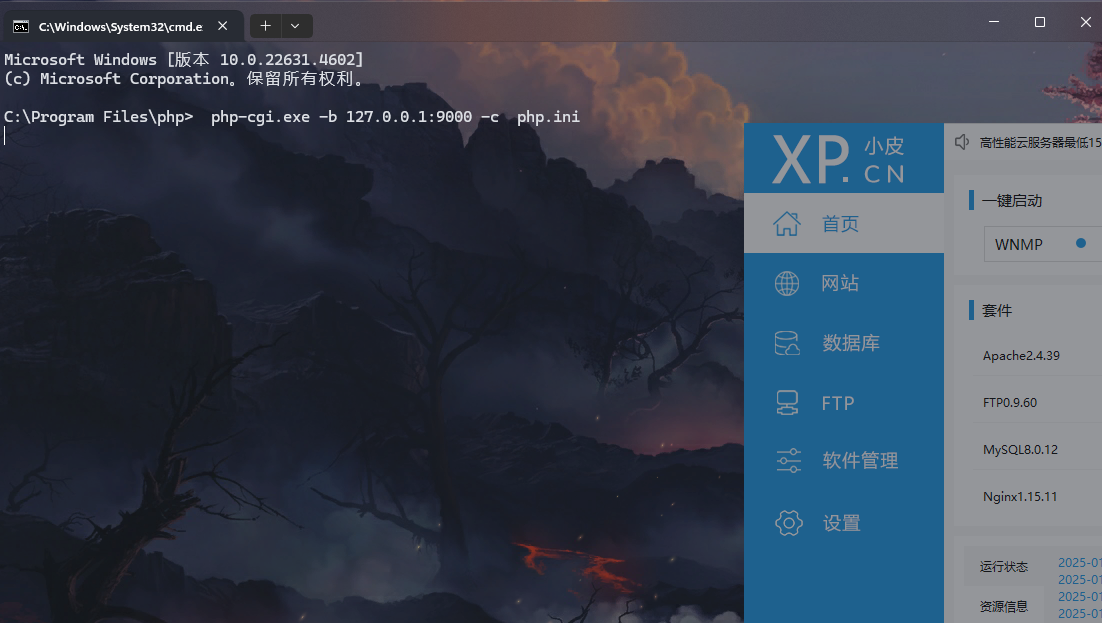 C:\Windows\System32\cmd.e
Microsoft Windows [版本 10.0.22631.4602]
(c) Microsoft Corporation。保留所有权利。
C:\Program Files\php>  php-cgi.exe -b 127.0.0.1:9000 -c  php.ini
XP. 小皮
CN
高性能云服务器最低15
首页
一键启动
WNMP
网站
套件
数据库
Apache2.4.39
FTP
FTP0.9.60
软件管理
MySQL8.0.12
Nginx1.15.11
设置
运行状态
2025-01
2025-01
资源信息
2025-01
2025-01